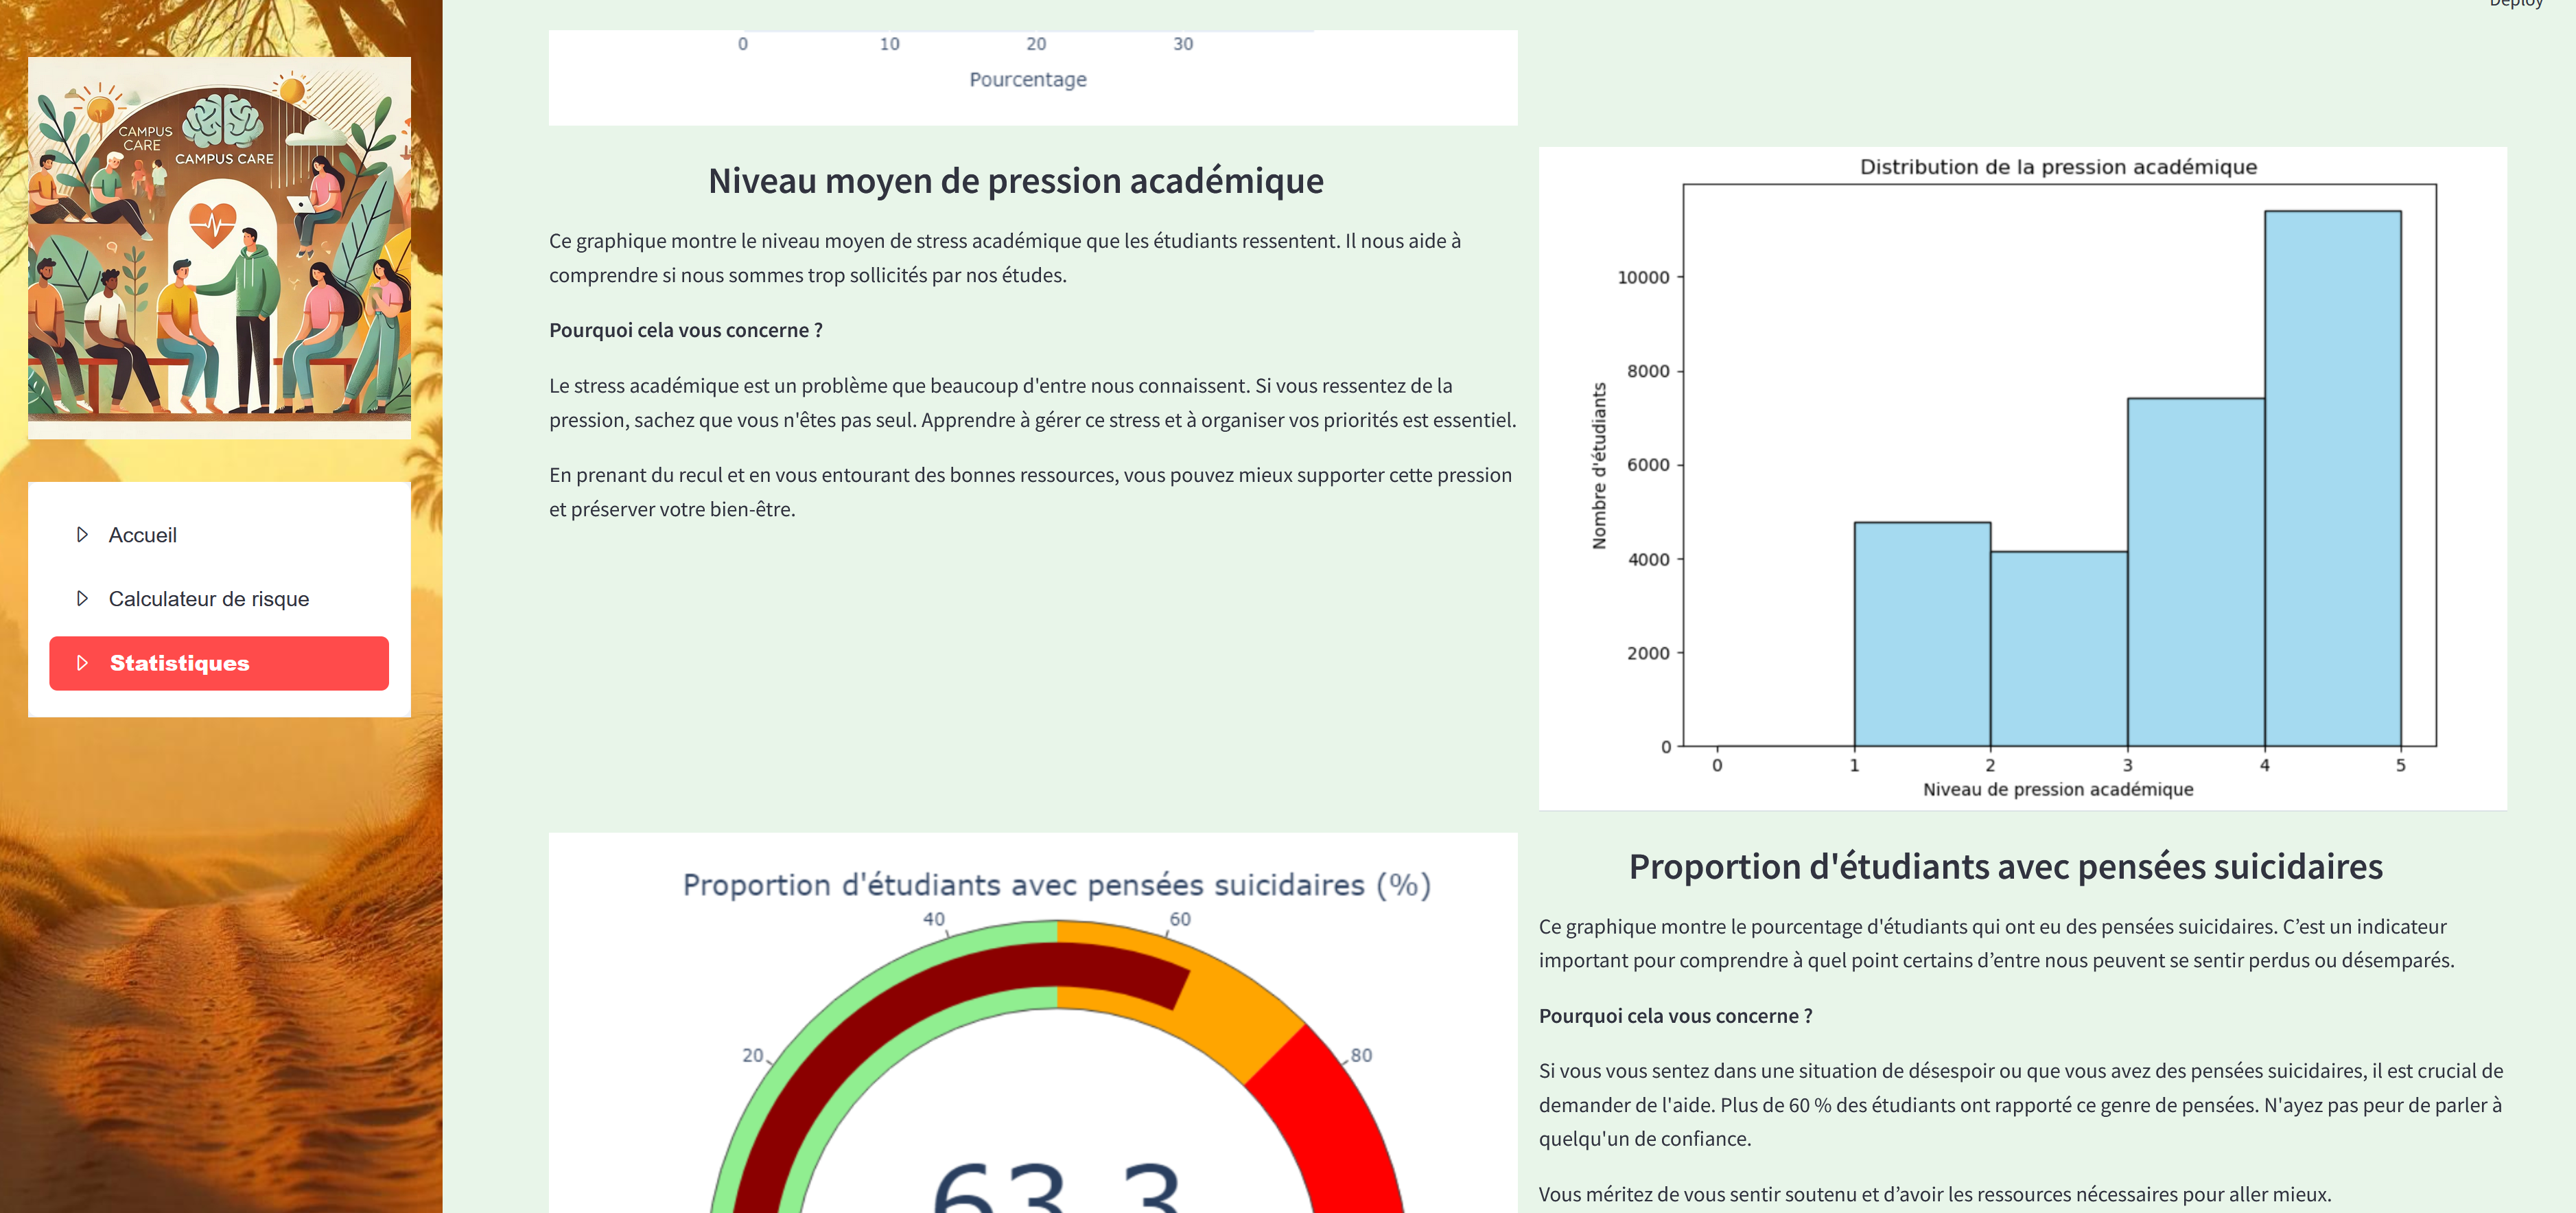 Deploy
CAMPUS
CARE
CAMPUS CARE
Accueil
Calculateur de risque
Statistiques
0 10 20 30
Pourcentage
Niveau moyen de pression académique
Ce graphique montre le niveau moyen de stress académique que les étudiants ressentent. Il nous aide à
comprendre si nous sommes trop sollicités par nos études.
Pourquoi cela vous concerne ?
Le stress académique est un problème que beaucoup d'entre nous connaissent. Si vous ressentez de la
pression, sachez que vous n'êtes pas seul. Apprendre à gérer ce stress et à organiser vos priorités est essentiel.
En prenant du recul et en vous entourant des bonnes ressources, vous pouvez mieux supporter cette pression
et préserver votre bien-être.
Distribution de la pression académique
Nombre d'étudiants
10000
8000
6000
4000
2000
0
0 1 2 3 4 5
Niveau de pression académique
Proportion d'étudiants avec pensées suicidaires (%)
40 60
20 80
63.3
Proportion d'étudiants avec pensées suicidaires
Ce graphique montre le pourcentage d'étudiants qui ont eu des pensées suicidaires. C’est un indicateur
important pour comprendre à quel point certains d’entre nous peuvent se sentir perdus ou désemparés.
Pourquoi cela vous concerne ?
Si vous vous sentez dans une situation de désespoir ou que vous avez des pensées suicidaires, il est crucial de
demander de l'aide. Plus de 60 % des étudiants ont rapporté ce genre de pensées. N'ayez pas peur de parler à
quelqu'un de confiance.
Vous méritez de vous sentir soutenu et d’avoir les ressources nécessaires pour aller mieux.